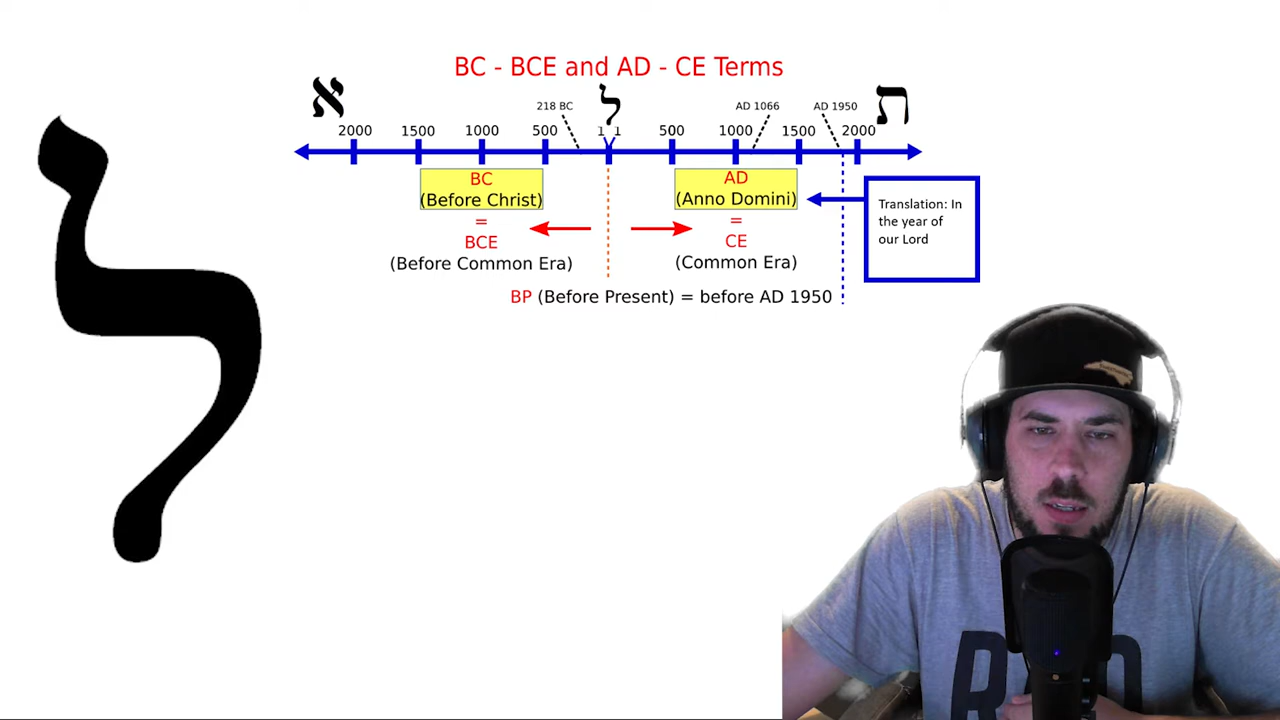 BC - BCE and AD - CE Terms
א ל ת
218 BC AD 1066 AD 1950
2000 1500 1000 500 1 1 500 1000 1500 2000
BC
(Before Christ)
=
BCE
(Before Common Era)
AD
(Anno Domini)
=
CE
(Common Era)
Translation: In
the year of
our Lord
BP (Before Present) = before AD 1950
ל